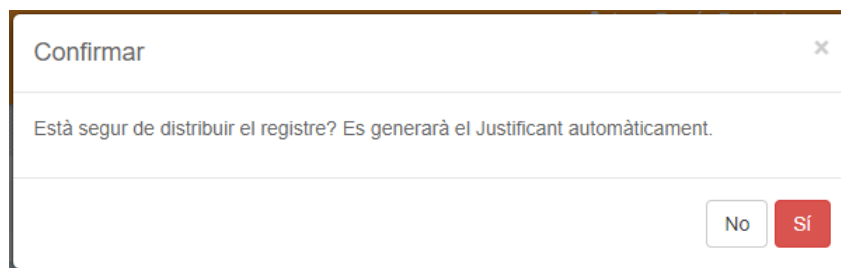 Confirmar
×
Està segur de distribuir el registre? Es generarà el Justificant automàticament.
No Sí